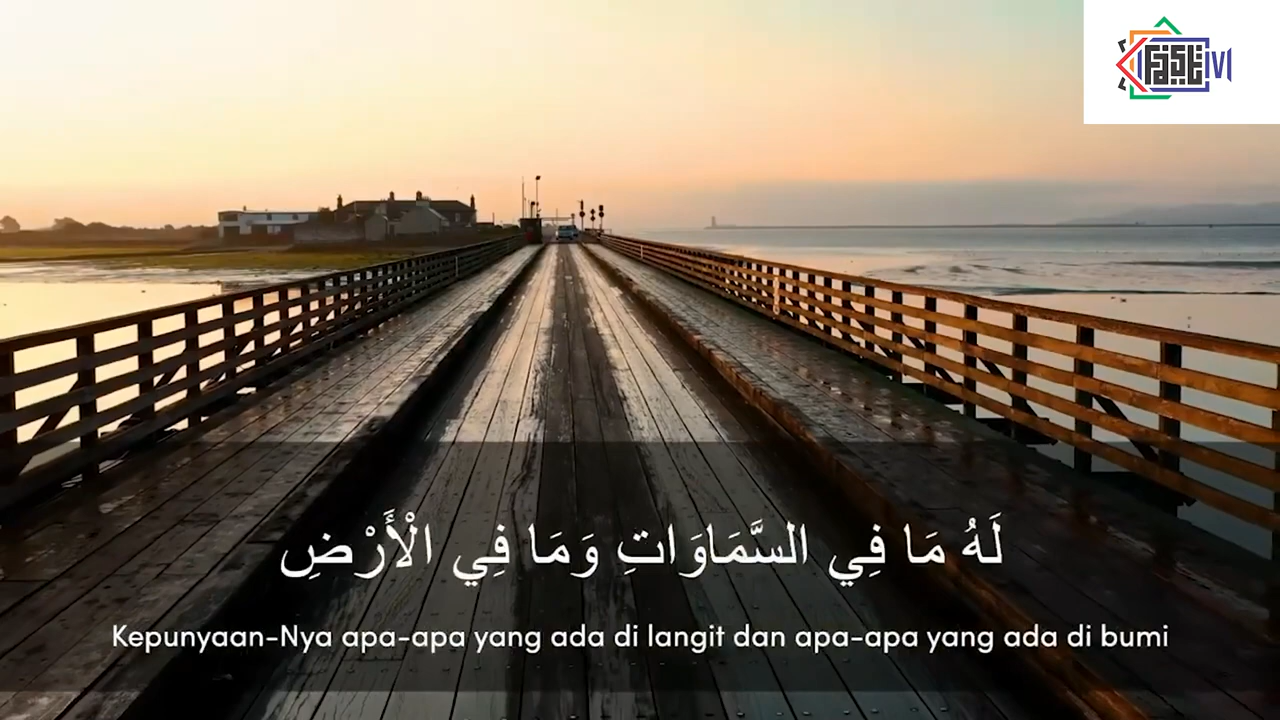 لَهُ مَا فِي السَّمَاوَاتِ وَمَا فِي الْأَرْضِ
Kepunyaan-Nya apa-apa yang ada di langit dan apa-apa yang ada di bumi